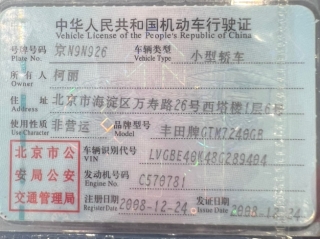 中华人民共和国机动车行驶证
Vehicle License of the People's Republic of China
号牌号码 Plate No. 京N9N926 车辆类型 Vehicle Type 小型轿车
所有人 何丽
住址 Address 北京市海淀区万寿路26号西塔楼1层6号
使用性质 Use Character 非营运 品牌型号 丰田牌GTM7240GB
北京市公安局公安交通管理局
车辆识别代号 VIN LVGBE40K48G289404
发动机号码 Engine No. C570781
注册日期 Register Date 2008-12-24 发证日期 Issue Date 2008-12-24